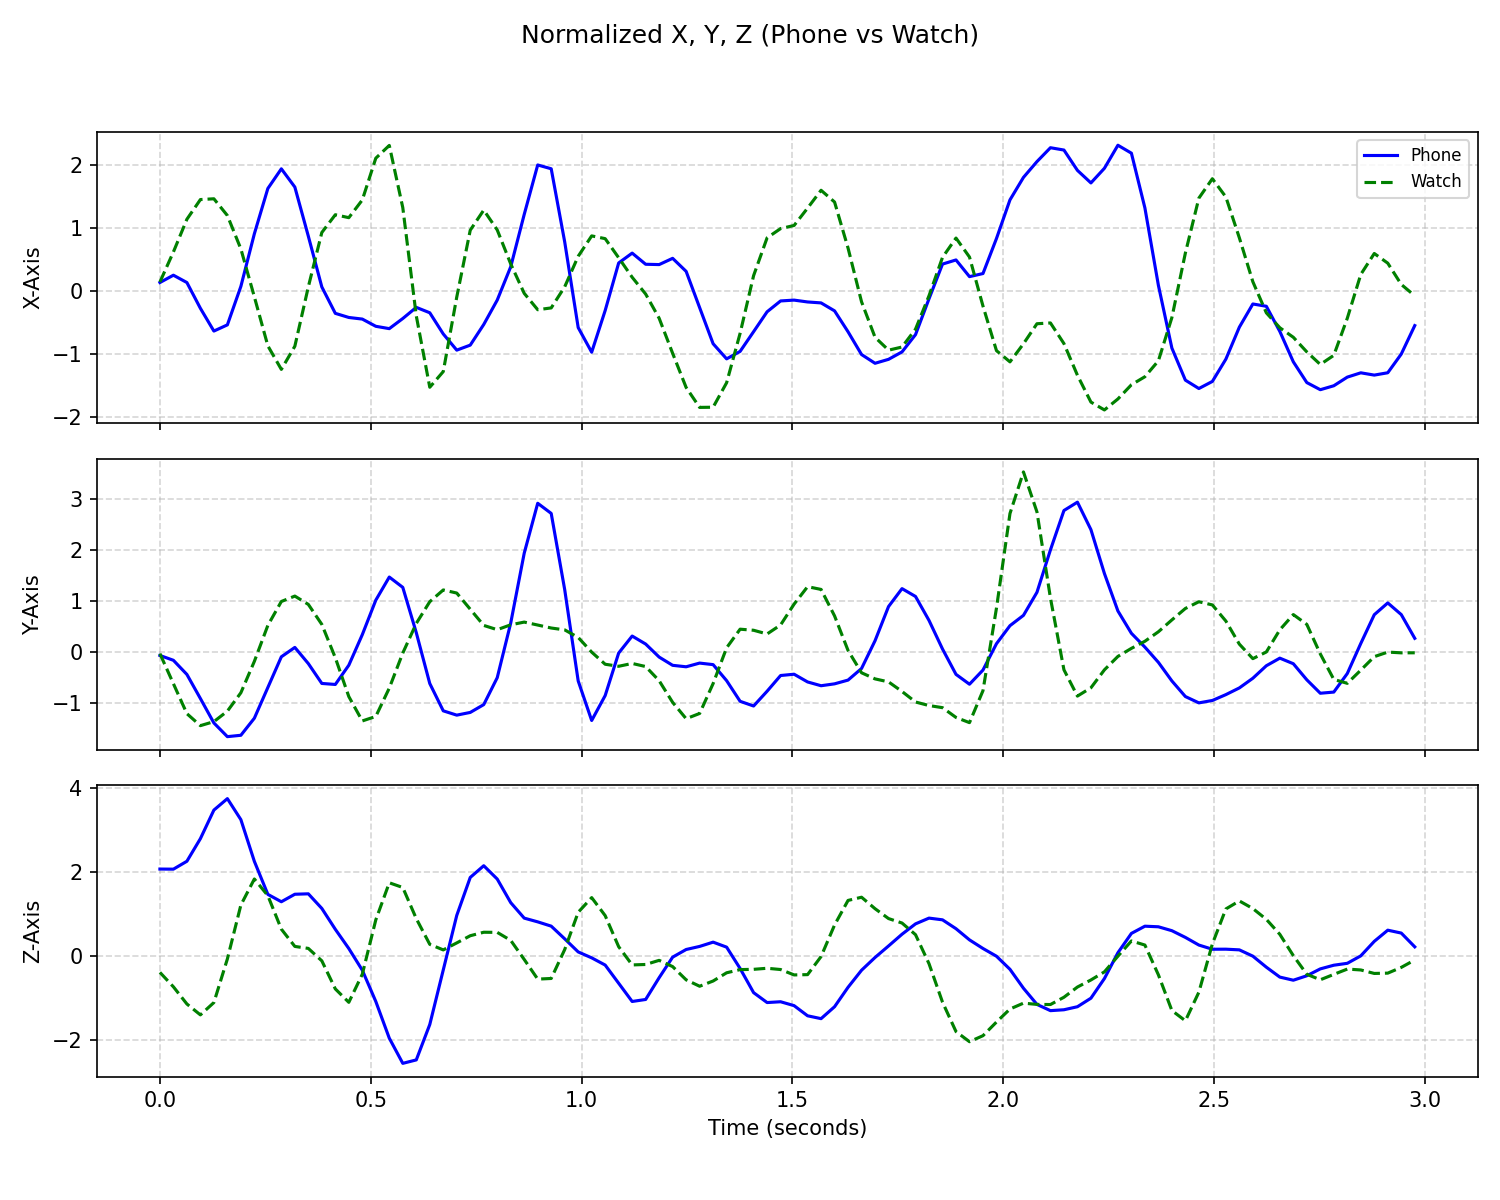 Normalized X, Y, Z (Phone vs Watch)
X-Axis
2
1
0
−1
−2
Phone
Watch
Y-Axis
3
2
1
0
−1
Z-Axis
4
2
0
−2
0.0 0.5 1.0 1.5 2.0 2.5 3.0
Time (seconds)